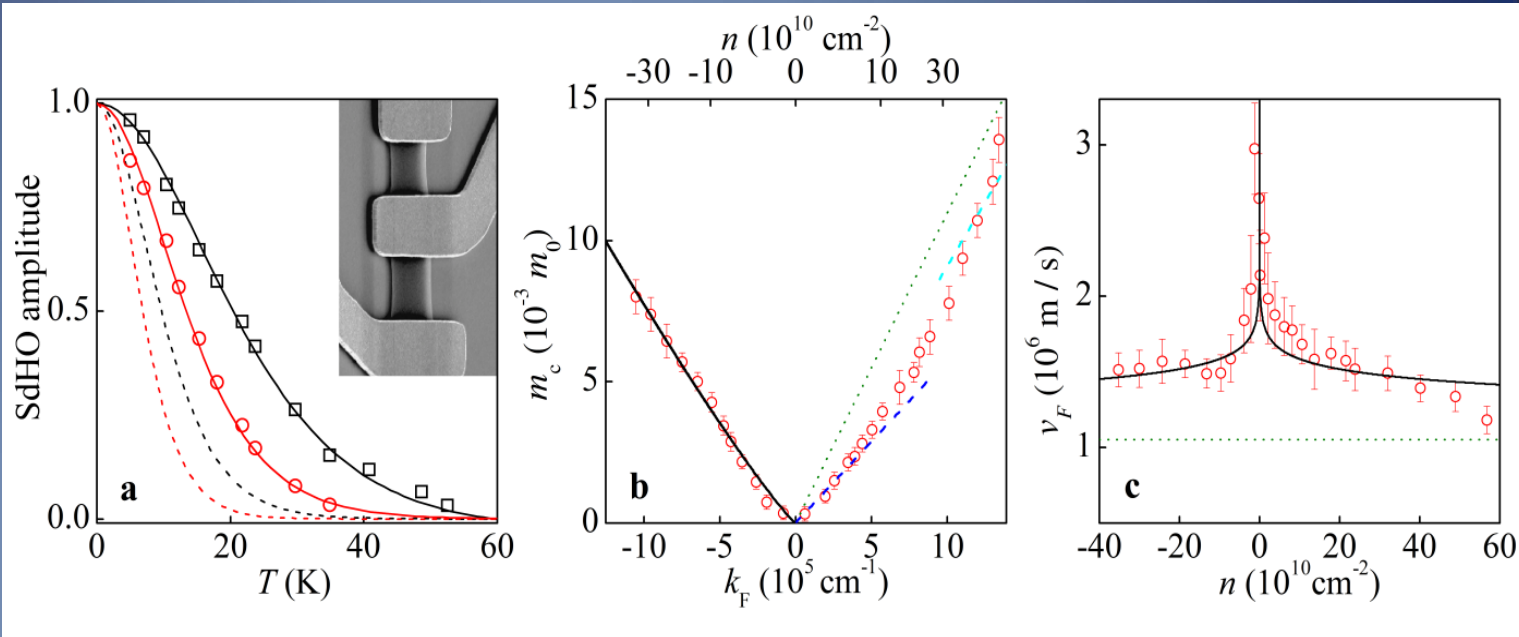 1.0
0.5
0.0
SdHO amplitude
a
0 20 40 60
T (K)
n (10^10 cm^-2)
-30 -10 0 10 30
15
10
5
0
m_c (10^-3 m_0)
b
-10 -5 0 5 10
k_F (10^5 cm^-1)
3
2
1
v_F (10^6 m / s)
c
-40 -20 0 20 40 60
n (10^10 cm^-2)